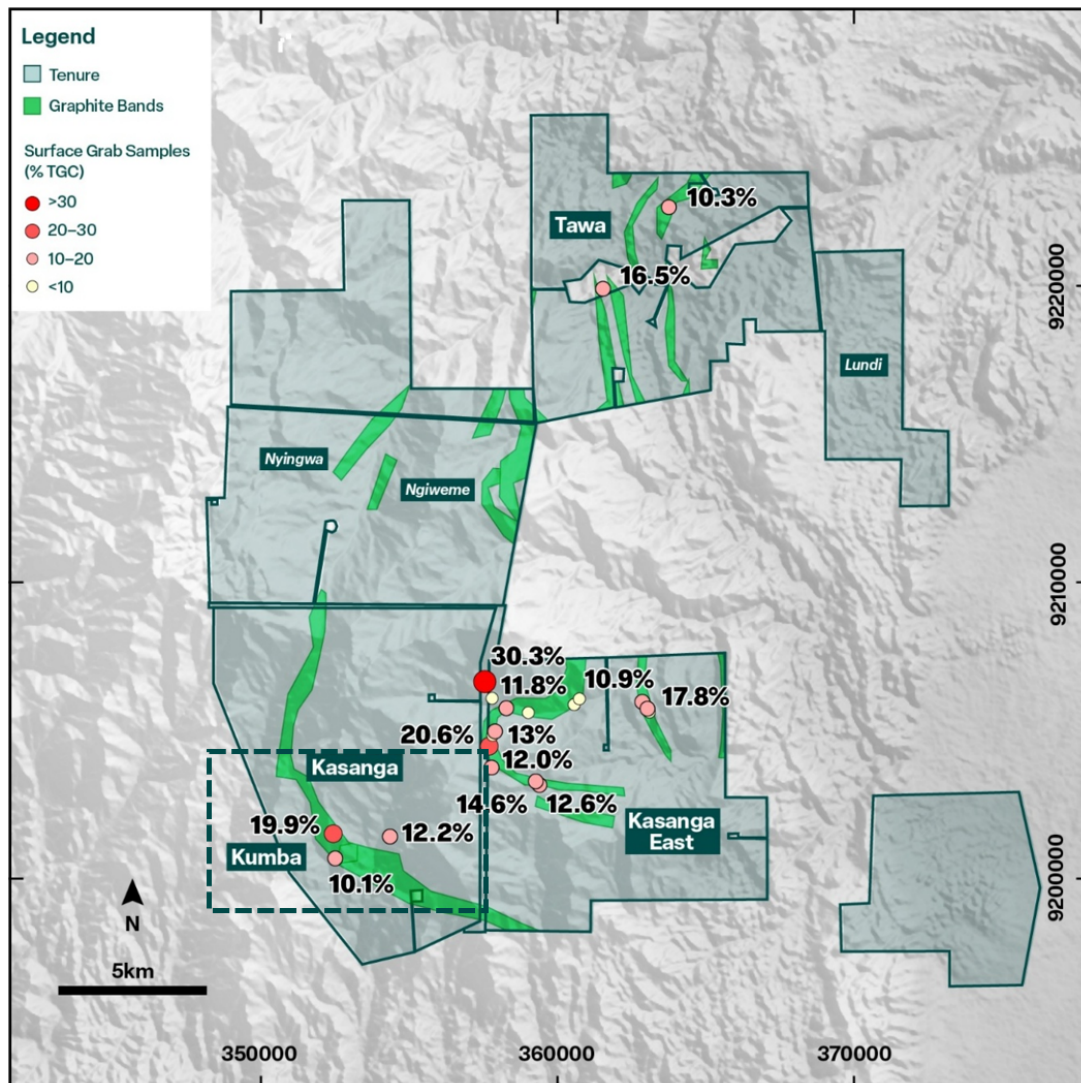 Legend
Tenure
Graphite Bands
Surface Grab Samples
(% TGC)
>30
20–30
10–20
<10
10.3%
Tawa
16.5%
9220000
Lundi
Nyingwa
Ngiweme
9210000
30.3%
11.8%
10.9%
17.8%
20.6%
13%
12.0%
Kasanga
14.6%
12.6%
19.9%
12.2%
Kasanga
East
Kumba
10.1%
9200000
N
5km
350000
360000
370000